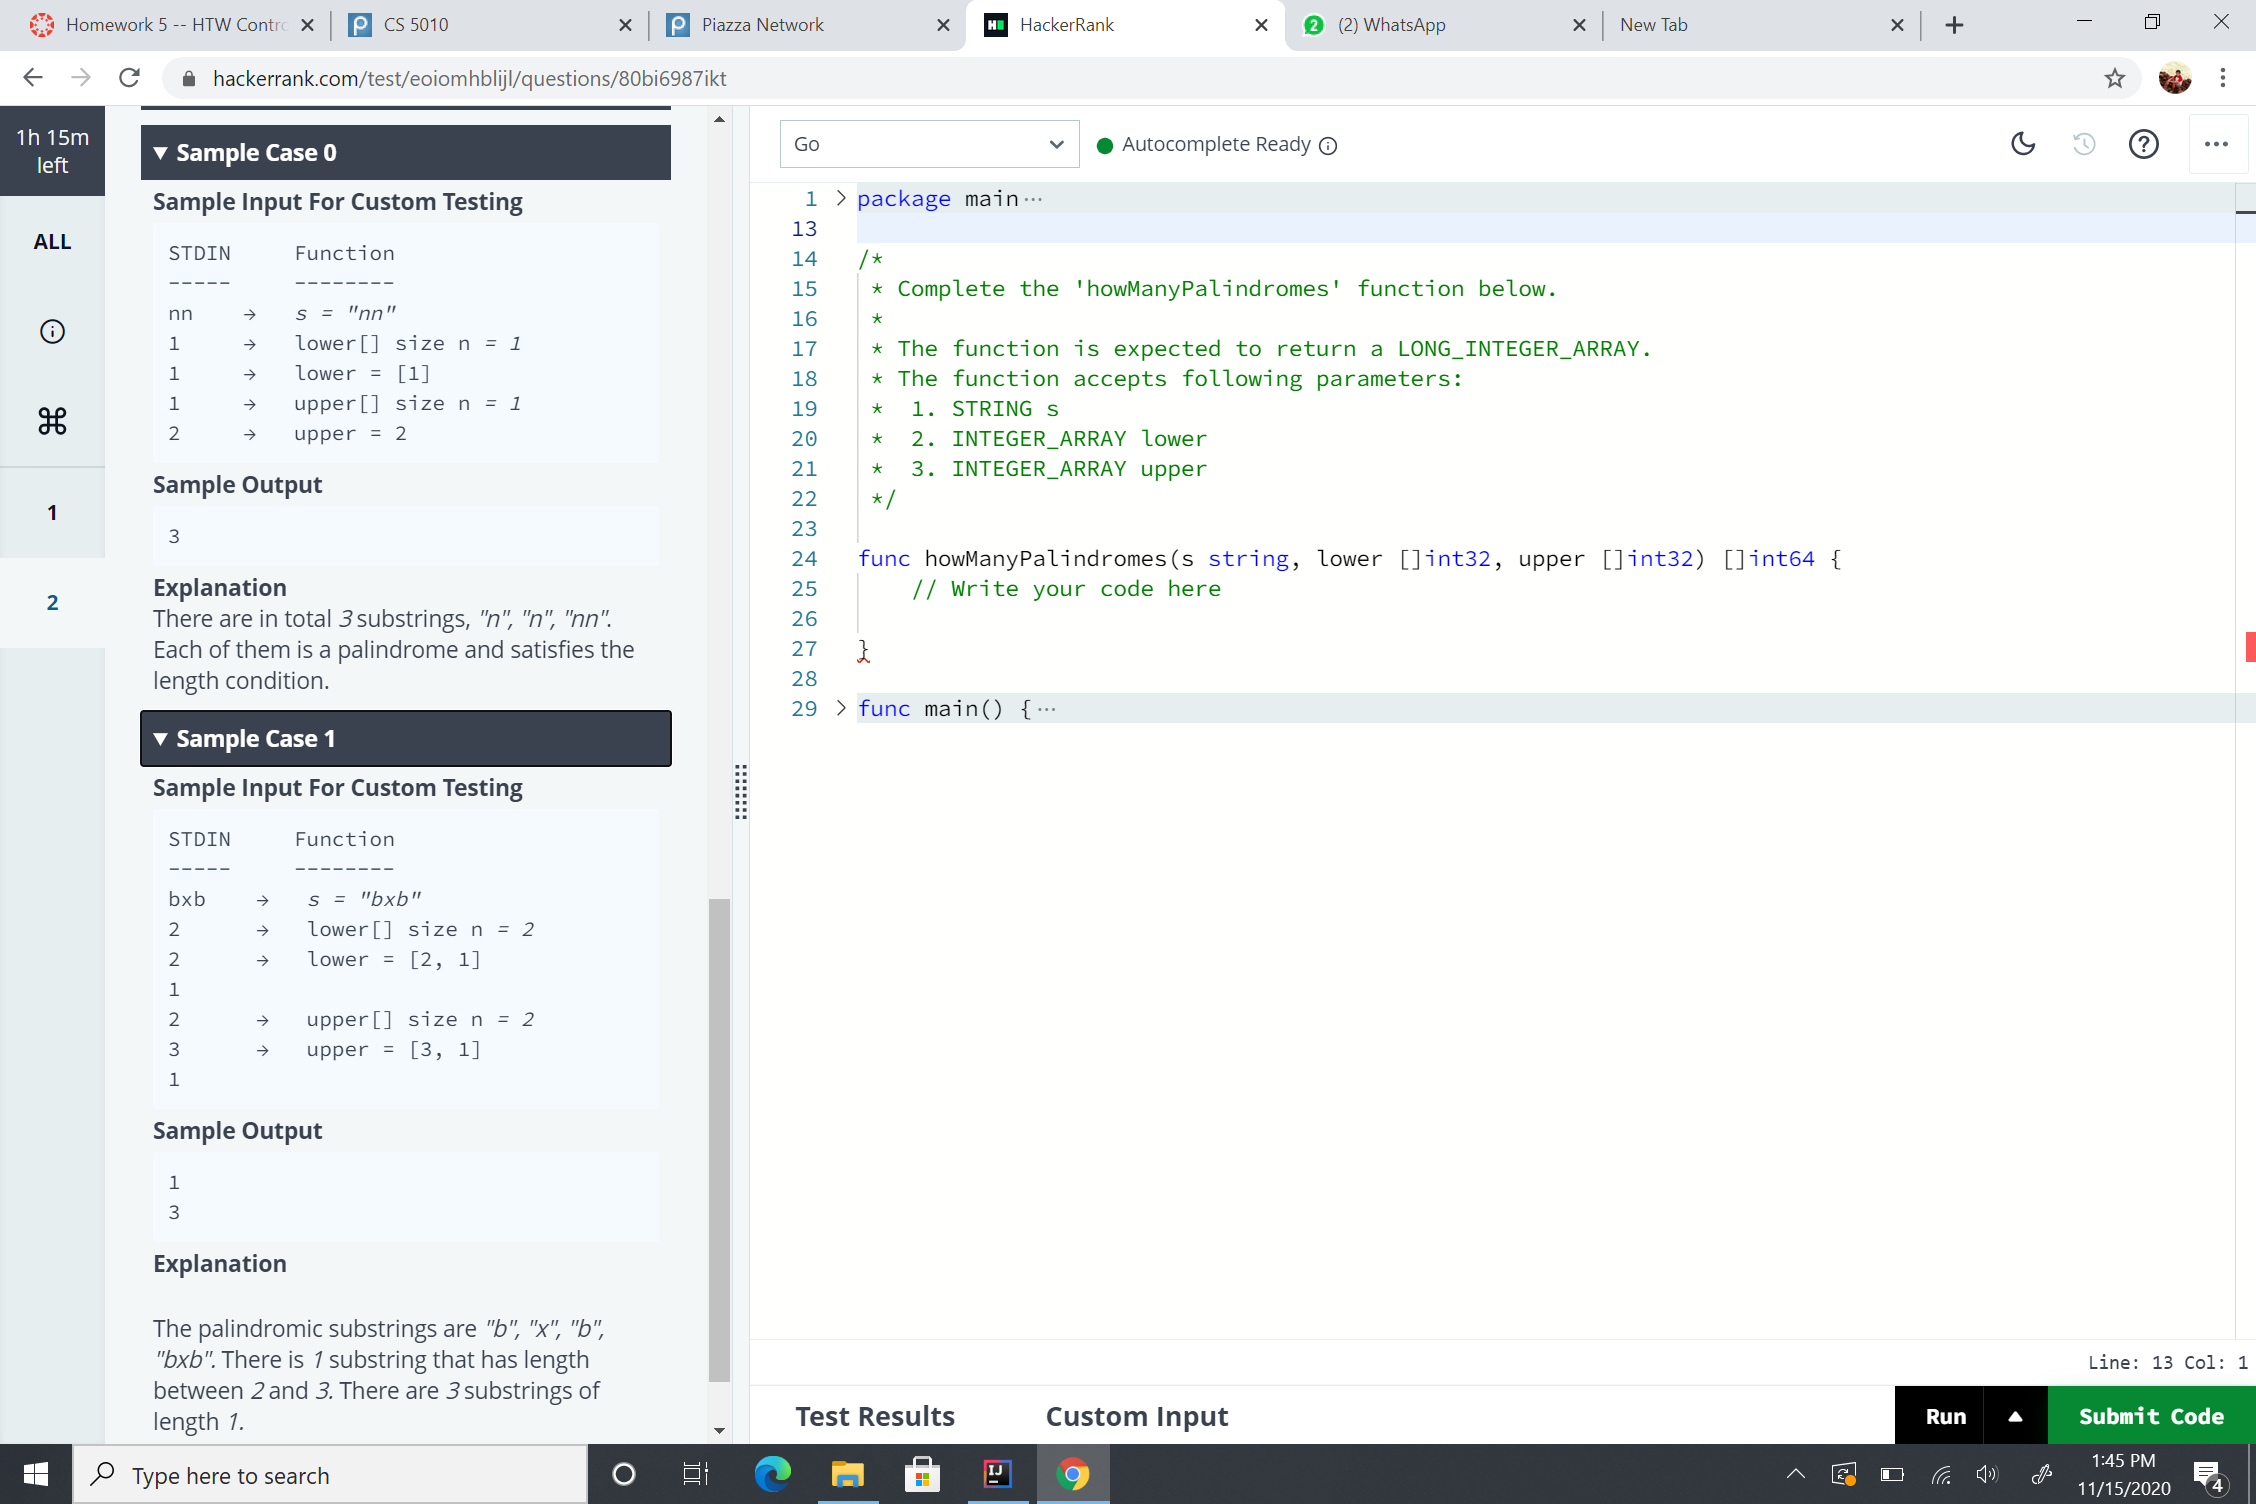 Homework 5 -- HTW Contro
CS 5010
Piazza Network
HackerRank
(2) WhatsApp
New Tab
hackerrank.com/test/eoiomhblijl/questions/80bi6987ikt
1h 15m
left
ALL
1
2
Sample Case 0
Sample Input For Custom Testing
STDIN Function
----- --------
nn → s = "nn"
1 → lower[] size n = 1
1 → lower = [1]
1 → upper[] size n = 1
2 → upper = 2
Sample Output
3
Explanation
There are in total 3 substrings, "n", "n", "nn".
Each of them is a palindrome and satisfies the
length condition.
Sample Case 1
Sample Input For Custom Testing
STDIN Function
----- --------
bxb → s = "bxb"
2 → lower[] size n = 2
2 → lower = [2, 1]
1
2 → upper[] size n = 2
3 → upper = [3, 1]
1
Sample Output
1
3
Explanation
The palindromic substrings are "b", "x", "b",
"bxb". There is 1 substring that has length
between 2 and 3. There are 3 substrings of
length 1.
Go
Autocomplete Ready
1 > package main ...
13
14 /*
15 * Complete the 'howManyPalindromes' function below.
16 *
17 * The function is expected to return a LONG_INTEGER_ARRAY.
18 * The function accepts following parameters:
19 * 1. STRING s
20 * 2. INTEGER_ARRAY lower
21 * 3. INTEGER_ARRAY upper
22 */
23
24 func howManyPalindromes(s string, lower []int32, upper []int32) []int64 {
25 // Write your code here
26
27 }
28
29 > func main() { ...
Line: 13 Col: 1
Test Results
Custom Input
Run
Submit Code
Type here to search
1:45 PM
11/15/2020
4